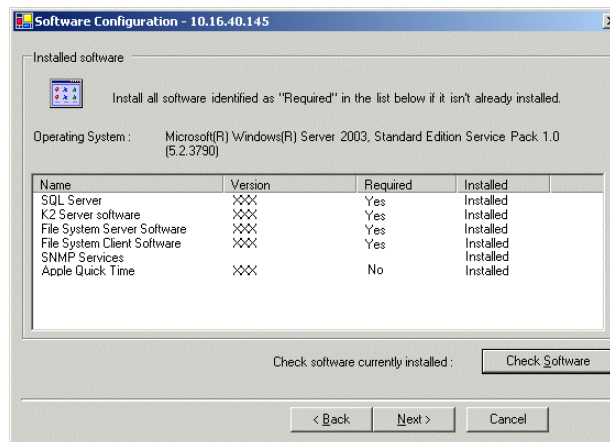 Software Configuration - 10.16.40.145
Installed software
Install all software identified as "Required" in the list below if it isn't already installed.
Operating System : Microsoft(R) Windows(R) Server 2003, Standard Edition Service Pack 1.0
(5.2.3790)
Name Version Required Installed
SQL Server XXX Yes Installed
K2 Server software XXX Yes Installed
File System Server Software XXX Yes Installed
File System Client Software XXX Yes Installed
SNMP Services Installed
Apple Quick Time XXX No Installed
Check software currently installed : Check Software
< Back Next > Cancel